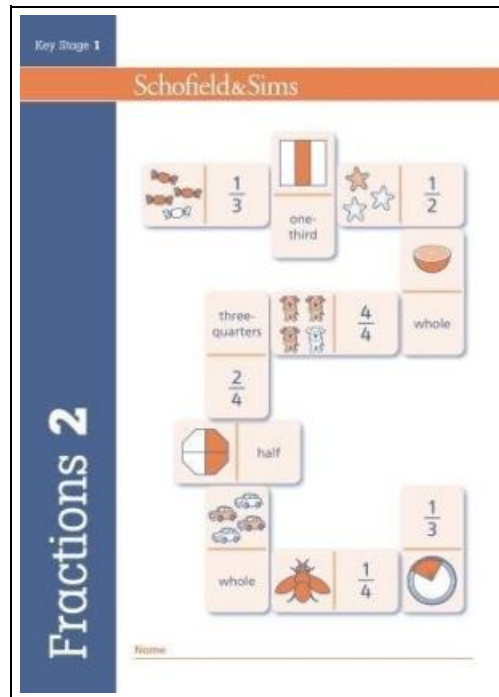 Key Stage 1
Schofield&Sims
1/3
one-
third
1/2
three-
quarters
4/4
whole
2/4
half
1/3
whole
1/4
Fractions 2
Name